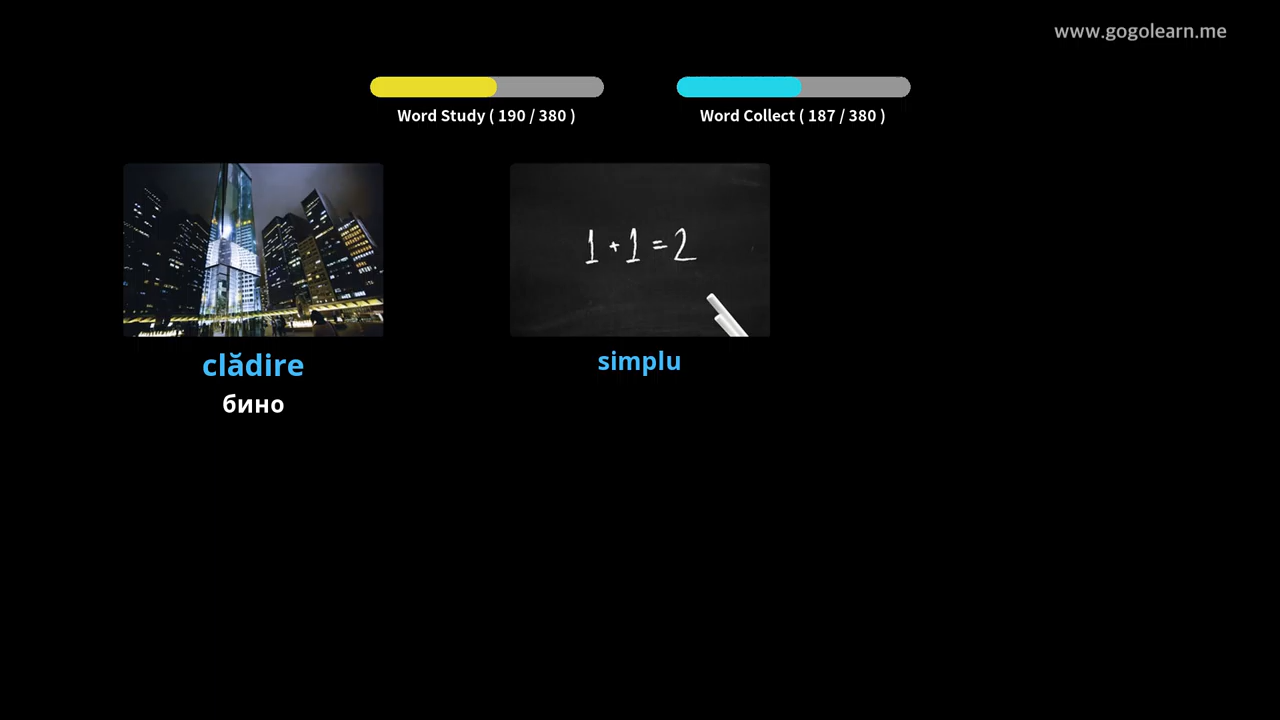 www.gogolearn.me
Word Study ( 190 / 380 )
Word Collect ( 187 / 380 )
1 + 1 = 2
clădire
simplu
бино